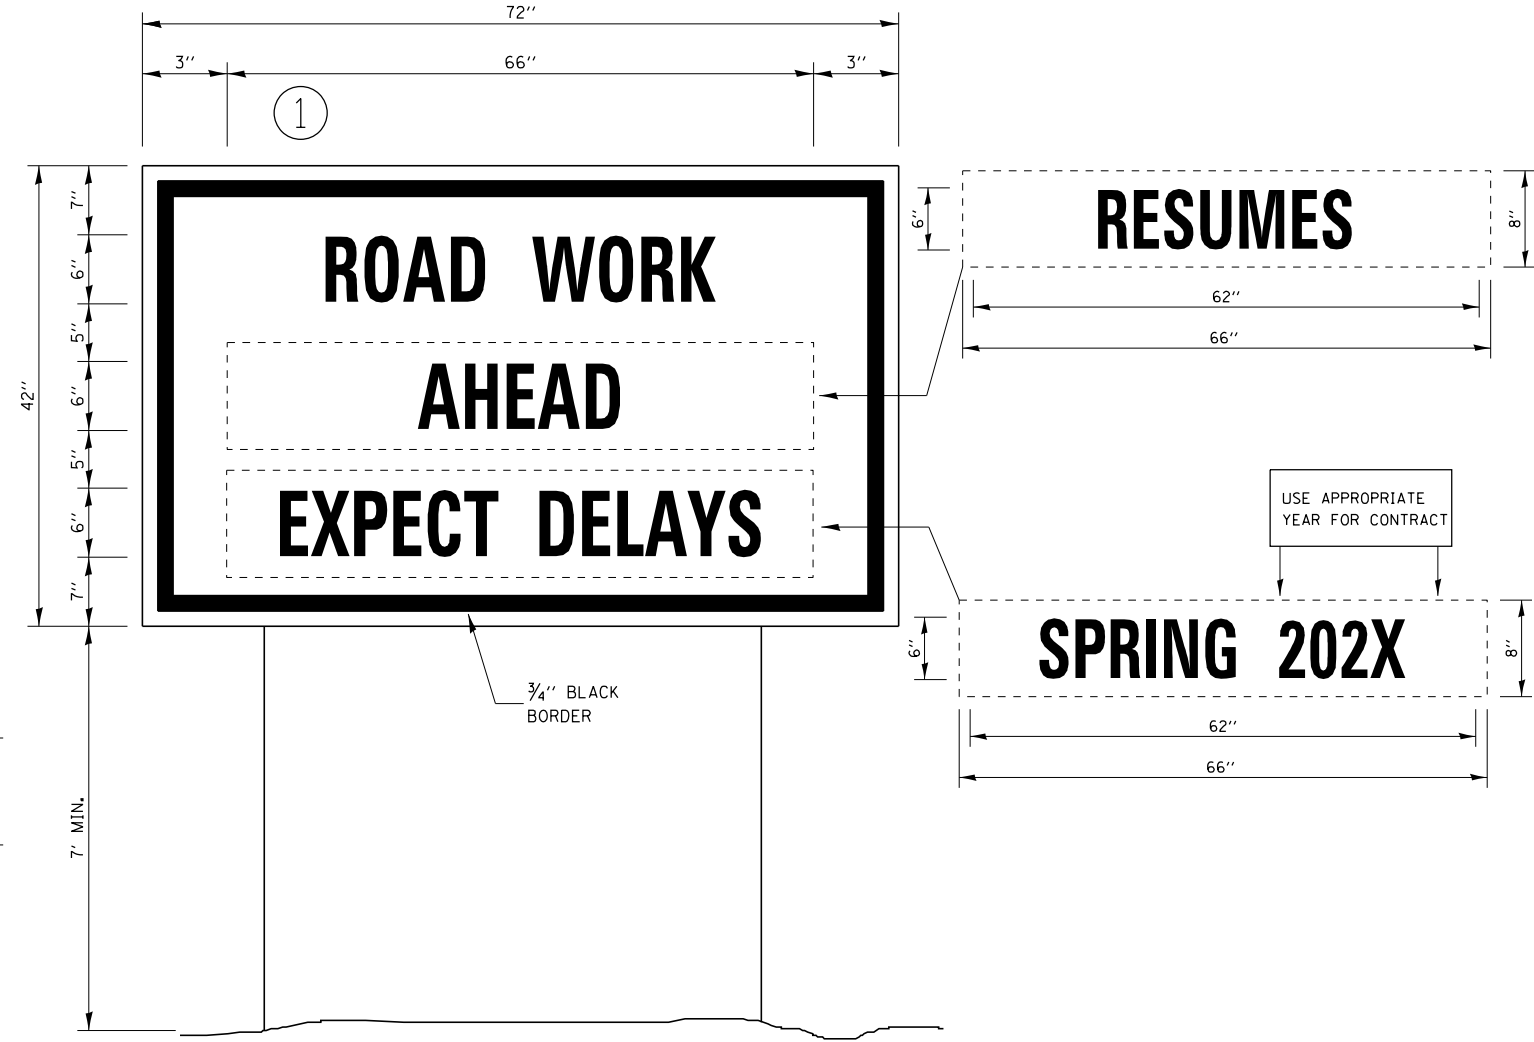 72''
3'' 66'' 3''
1
7''
6''
5''
6''
5''
6''
7''
42''
7' MIN.
ROAD WORK
AHEAD
EXPECT DELAYS
3/4'' BLACK
BORDER
6''
RESUMES
8''
62''
66''
USE APPROPRIATE
YEAR FOR CONTRACT
6''
SPRING 202X
8''
62''
66''